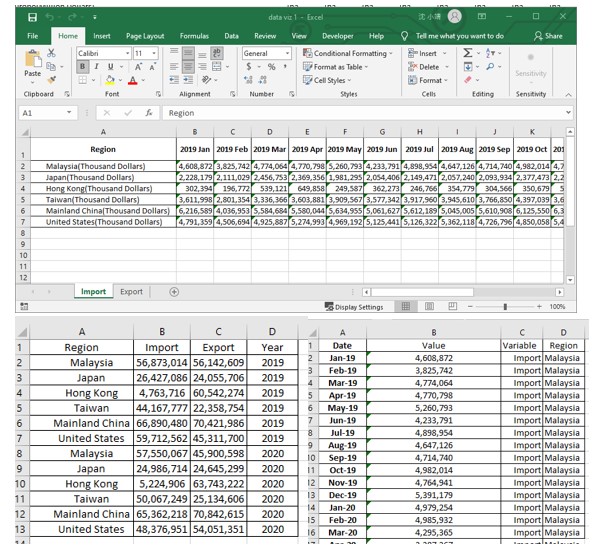 data viz 1 - Excel
File Home Insert Page Layout Formulas Data Review View Developer Help Tell me what you want to do Share
Calibri 11 General Conditional Formatting Insert
Paste B I U $ % Format as Table Delete Sensitivity
Cell Styles Format
Clipboard Font Alignment Number Styles Cells Editing Sensitivity
A1 fx Region
A B C D E F G H I J K
1 Region 2019 Jan 2019 Feb 2019 Mar 2019 Apr 2019 May 2019 Jun 2019 Jul 2019 Aug 2019 Sep 2019 Oct 201
2 Malaysia(Thousand Dollars) 4,608,872 3,825,742 4,774,064 4,770,798 5,260,793 4,233,791 4,898,954 4,647,126 4,714,740 4,982,014 4,7
3 Japan(Thousand Dollars) 2,228,179 2,111,029 2,456,753 2,369,356 1,981,295 2,054,406 2,149,471 2,057,240 2,093,934 2,377,473 2,2
4 Hong Kong(Thousand Dollars) 302,394 196,772 539,121 649,858 249,587 362,273 246,766 354,779 304,566 350,679 5
5 Taiwan(Thousand Dollars) 3,611,998 2,801,354 3,336,366 3,603,881 3,909,567 3,577,342 3,917,960 3,945,610 3,766,850 4,397,039 3,6
6 Mainland China(Thousand Dollars) 6,216,589 4,036,953 5,584,684 5,580,044 5,634,955 5,061,627 5,612,189 5,045,005 5,610,908 6,125,550 6,3
7 United States(Thousand Dollars) 4,791,359 4,506,694 4,925,887 5,274,993 4,969,192 5,125,441 5,126,322 5,362,118 4,726,796 4,850,058 5,4
8
9
10
11
12
Import Export
Display Settings 100%
A B C D
1 Region Import Export Year
2 Malaysia 56,873,014 56,142,609 2019
3 Japan 26,427,086 24,055,706 2019
4 Hong Kong 4,763,716 60,542,274 2019
5 Taiwan 44,167,777 22,358,754 2019
6 Mainland China 66,890,480 70,421,986 2019
7 United States 59,712,562 45,311,700 2019
8 Malaysia 57,550,067 45,900,598 2020
9 Japan 24,986,714 24,645,299 2020
10 Hong Kong 5,224,906 63,743,222 2020
11 Taiwan 50,067,249 25,134,606 2020
12 Mainland China 65,362,218 70,842,615 2020
13 United States 48,376,951 54,051,351 2020
A B C D
1 Date Value Variable Region
2 Jan-19 4,608,872 Import Malaysia
3 Feb-19 3,825,742 Import Malaysia
4 Mar-19 4,774,064 Import Malaysia
5 Apr-19 4,770,798 Import Malaysia
6 May-19 5,260,793 Import Malaysia
7 Jun-19 4,233,791 Import Malaysia
8 Jul-19 4,898,954 Import Malaysia
9 Aug-19 4,647,126 Import Malaysia
10 Sep-19 4,714,740 Import Malaysia
11 Oct-19 4,982,014 Import Malaysia
12 Nov-19 4,764,941 Import Malaysia
13 Dec-19 5,391,179 Import Malaysia
14 Jan-20 4,979,254 Import Malaysia
15 Feb-20 4,985,932 Import Malaysia
16 Mar-20 4,295,365 Import Malaysia